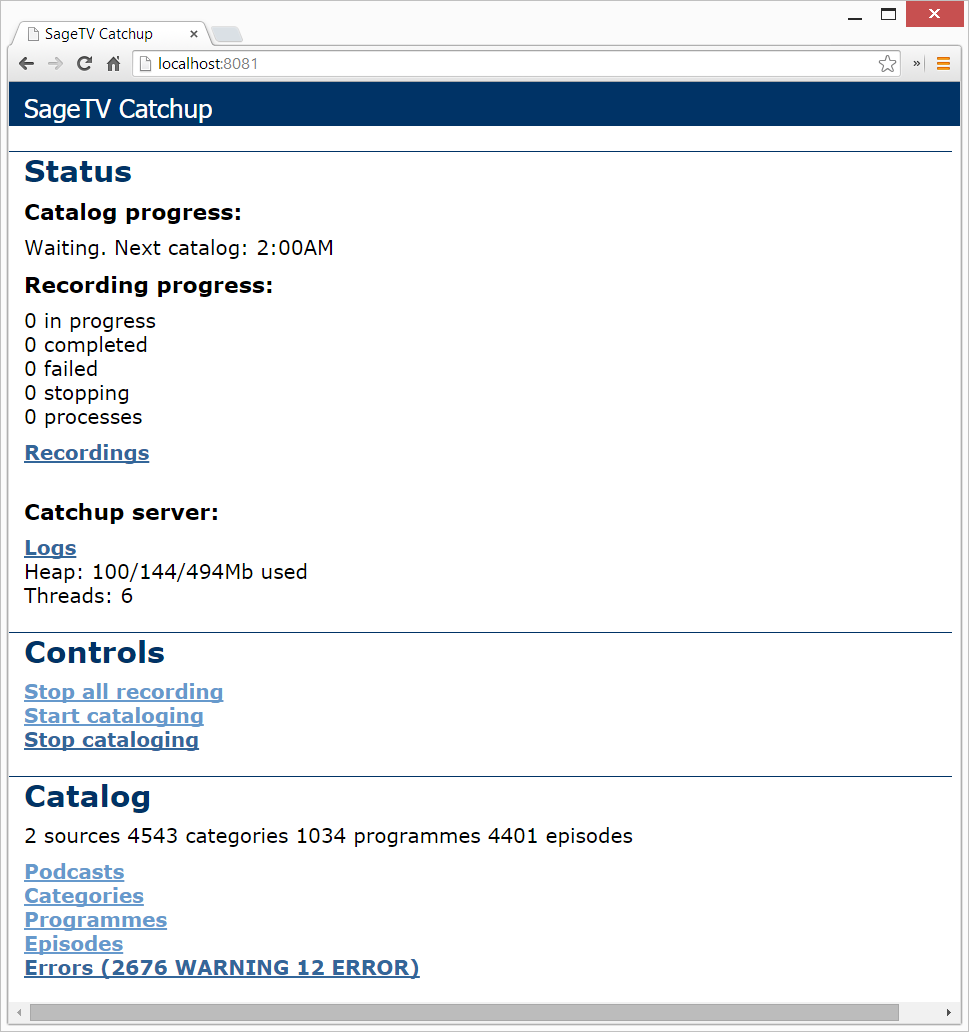 SageTV Catchup
localhost:8081
SageTV Catchup
Status
Catalog progress:
Waiting. Next catalog: 2:00AM
Recording progress:
0 in progress
0 completed
0 failed
0 stopping
0 processes
Recordings
Catchup server:
Logs
Heap: 100/144/494Mb used
Threads: 6
Controls
Stop all recording
Start cataloging
Stop cataloging
Catalog
2 sources 4543 categories 1034 programmes 4401 episodes
Podcasts
Categories
Programmes
Episodes
Errors (2676 WARNING 12 ERROR)